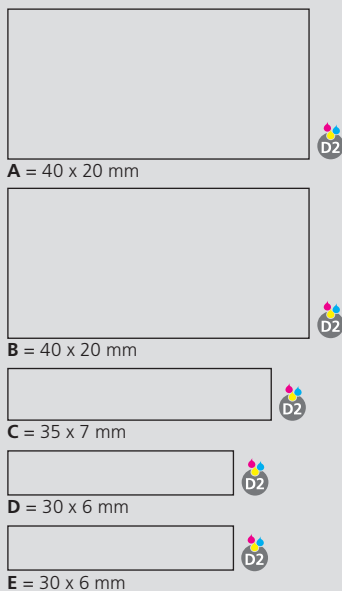 D2
A = 40 x 20 mm
D2
B = 40 x 20 mm
D2
C = 35 x 7 mm
D2
D = 30 x 6 mm
D2
E = 30 x 6 mm